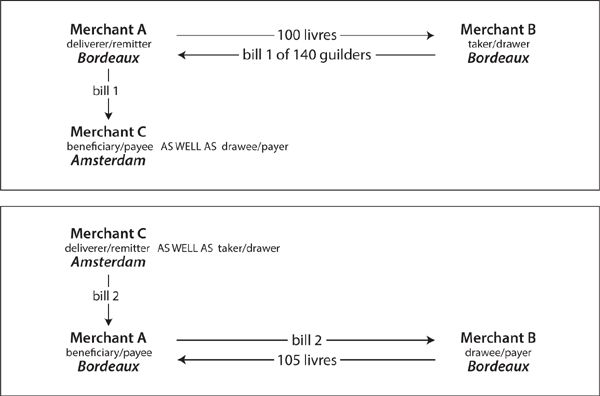 Merchant A
deliverer/remitter
Bordeaux
100 livres
bill 1 of 140 guilders
Merchant B
taker/drawer
Bordeaux
bill 1
Merchant C
beneficiary/payee AS WELL AS drawee/payer
Amsterdam
Merchant C
deliverer/remitter AS WELL AS taker/drawer
Amsterdam
bill 2
Merchant A
beneficiary/payee
Bordeaux
bill 2
105 livres
Merchant B
drawee/payer
Bordeaux